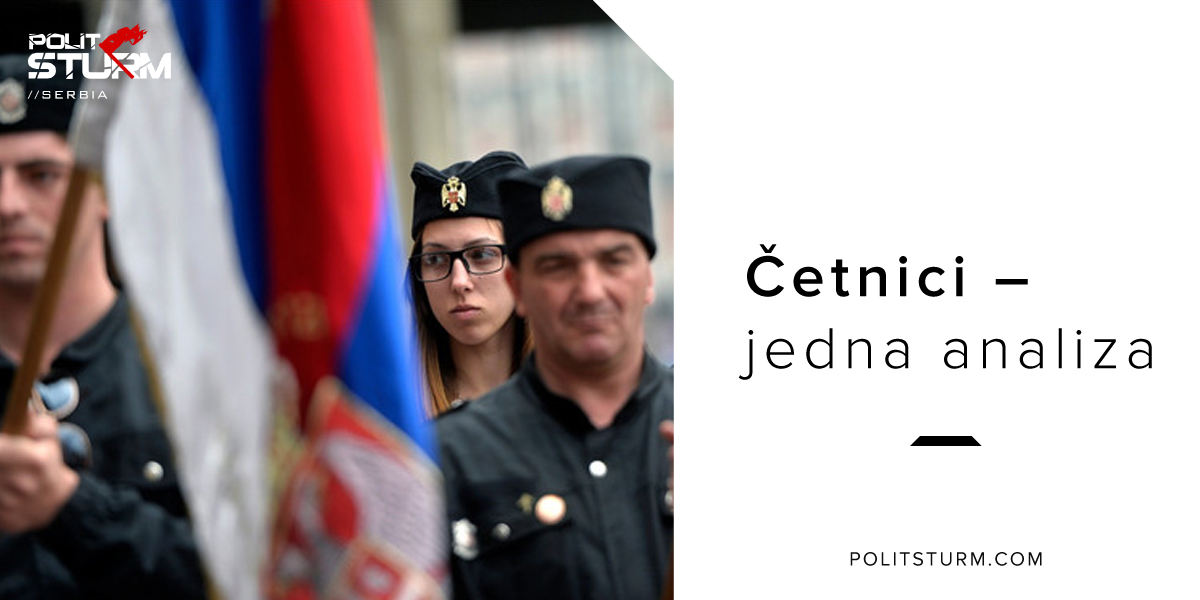 POLIT
STURM
//SERBIA
Četnici –
jedna analiza
POLITSTURM.COM